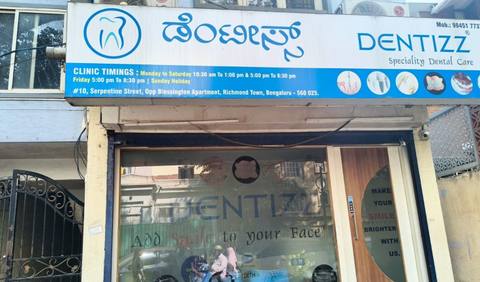 ಡೆಂಟೀಸ್ಸ್
DENTIZZ
Speciality Dental Care
CLINIC TIMINGS : Monday to Saturday 10:30 am To 1:00 pm & 5:00 pm To 8:30 pm
Friday 5:00 pm To 8:30 pm | Sunday Holiday
#10, Serpentine Street, Opp Blessington Apartment, Richmond Town, Bengaluru - 560 025.
DENTIZZ
Add Smile to your Face
MAKE
YOUR
SMILE
BRIGHTER
WITH
US.